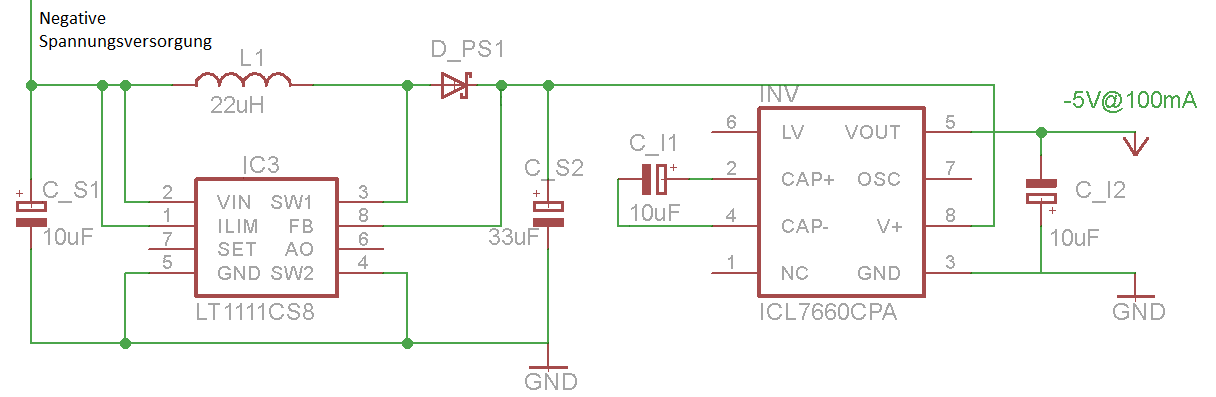 Negative
Spannungsversorgung
L1
22uH
D_PS1
INV
-5V@100mA
C_S1
10uF
IC3
2 VIN SW1 3
1 ILIM FB 8
7 SET AO 6
5 GND SW2 4
LT1111CS8
C_S2
33uF
GND
C_I1
10uF
6 LV VOUT 5
2 CAP+ OSC 7
4 CAP- V+ 8
1 NC GND 3
ICL7660CPA
C_I2
10uF
GND